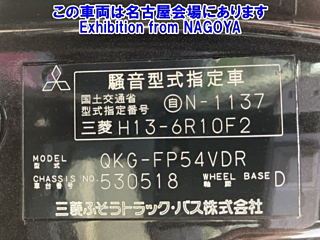 この車両は名古屋会場にあります
Exhibition from NAGOYA
騒音型式指定車
国土交通省
型式指定番号 自N-1137
三菱 H13-6R10F2
MODEL
型式 QKG-FP54VDR
CHASSIS NO.
車台番号 530518 WHEEL BASE
軸距 D
三菱ふそうトラック・バス株式会社